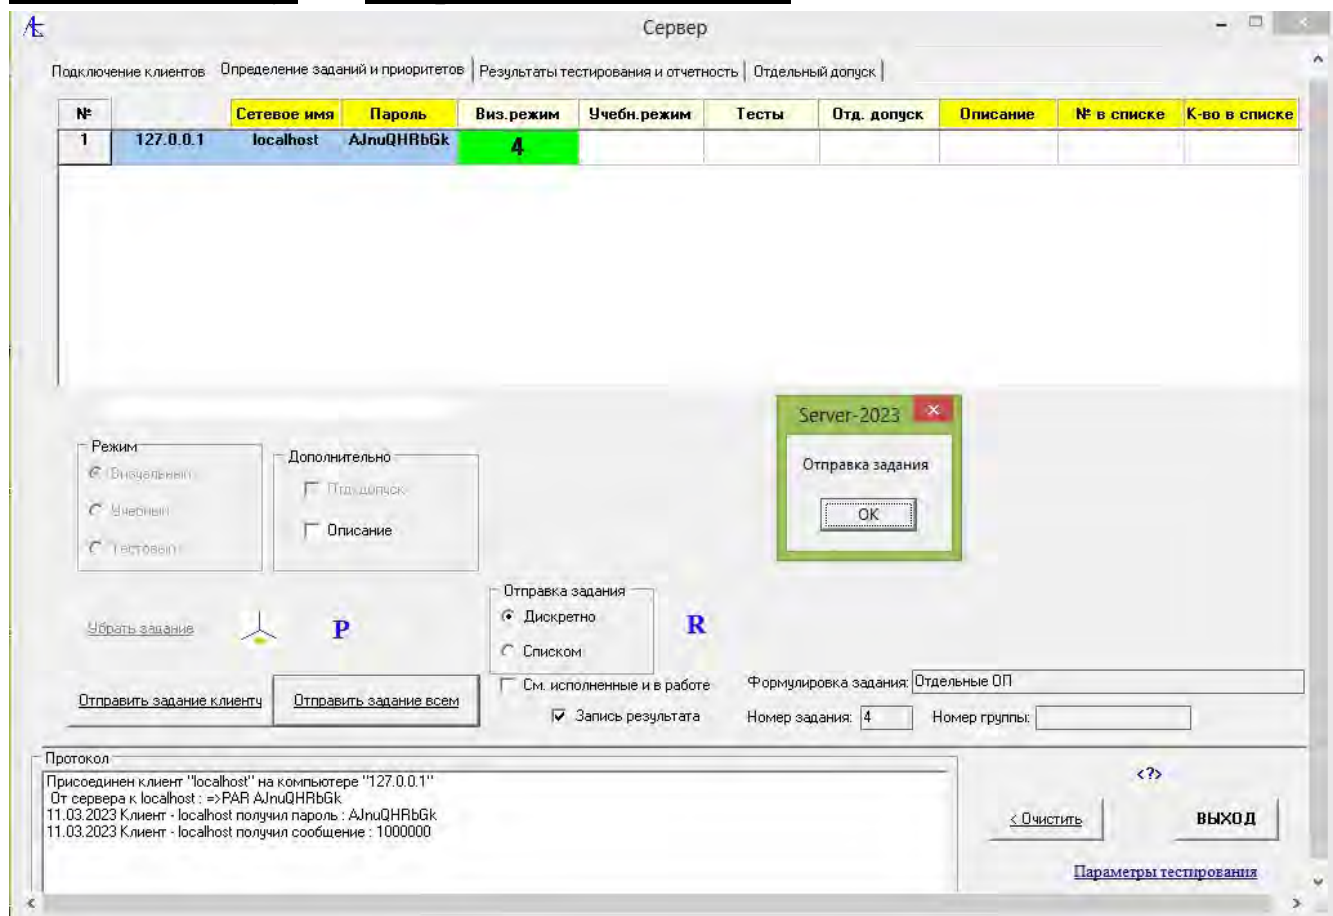 Сервер
Подключение клиентов Определение заданий и приоритетов Результаты тестирования и отчетность Отдельный допуск
№ Сетевое имя Пароль Виз.режим Учебн.режим Тесты Отд. допуск Описание № в списке К-во в списке
1 127.0.0.1 localhost AJnuQHRbGk 4
Server-2023
Отправка задания
OK
Режим
Визуальный
Учебный
Тестовый
Дополнительно
Отд.допуск
Описание
Отправка задания
Дискретно
Списком
Убрать задание P R
Отправить задание клиенту Отправить задание всем
См. исполненные и в работе
Запись результата
Формулировка задания: Отдельные ОП
Номер задания: 4 Номер группы:
Протокол
Присоединен клиент "localhost" на компьютере "127.0.0.1"
От сервера к localhost : =>PAR AJnuQHRbGk
11.03.2023 Клиент - localhost получил пароль : AJnuQHRbGk
11.03.2023 Клиент - localhost получил сообщение : 1000000
<?>
< Очистить ВЫХОД
Параметры тестирования